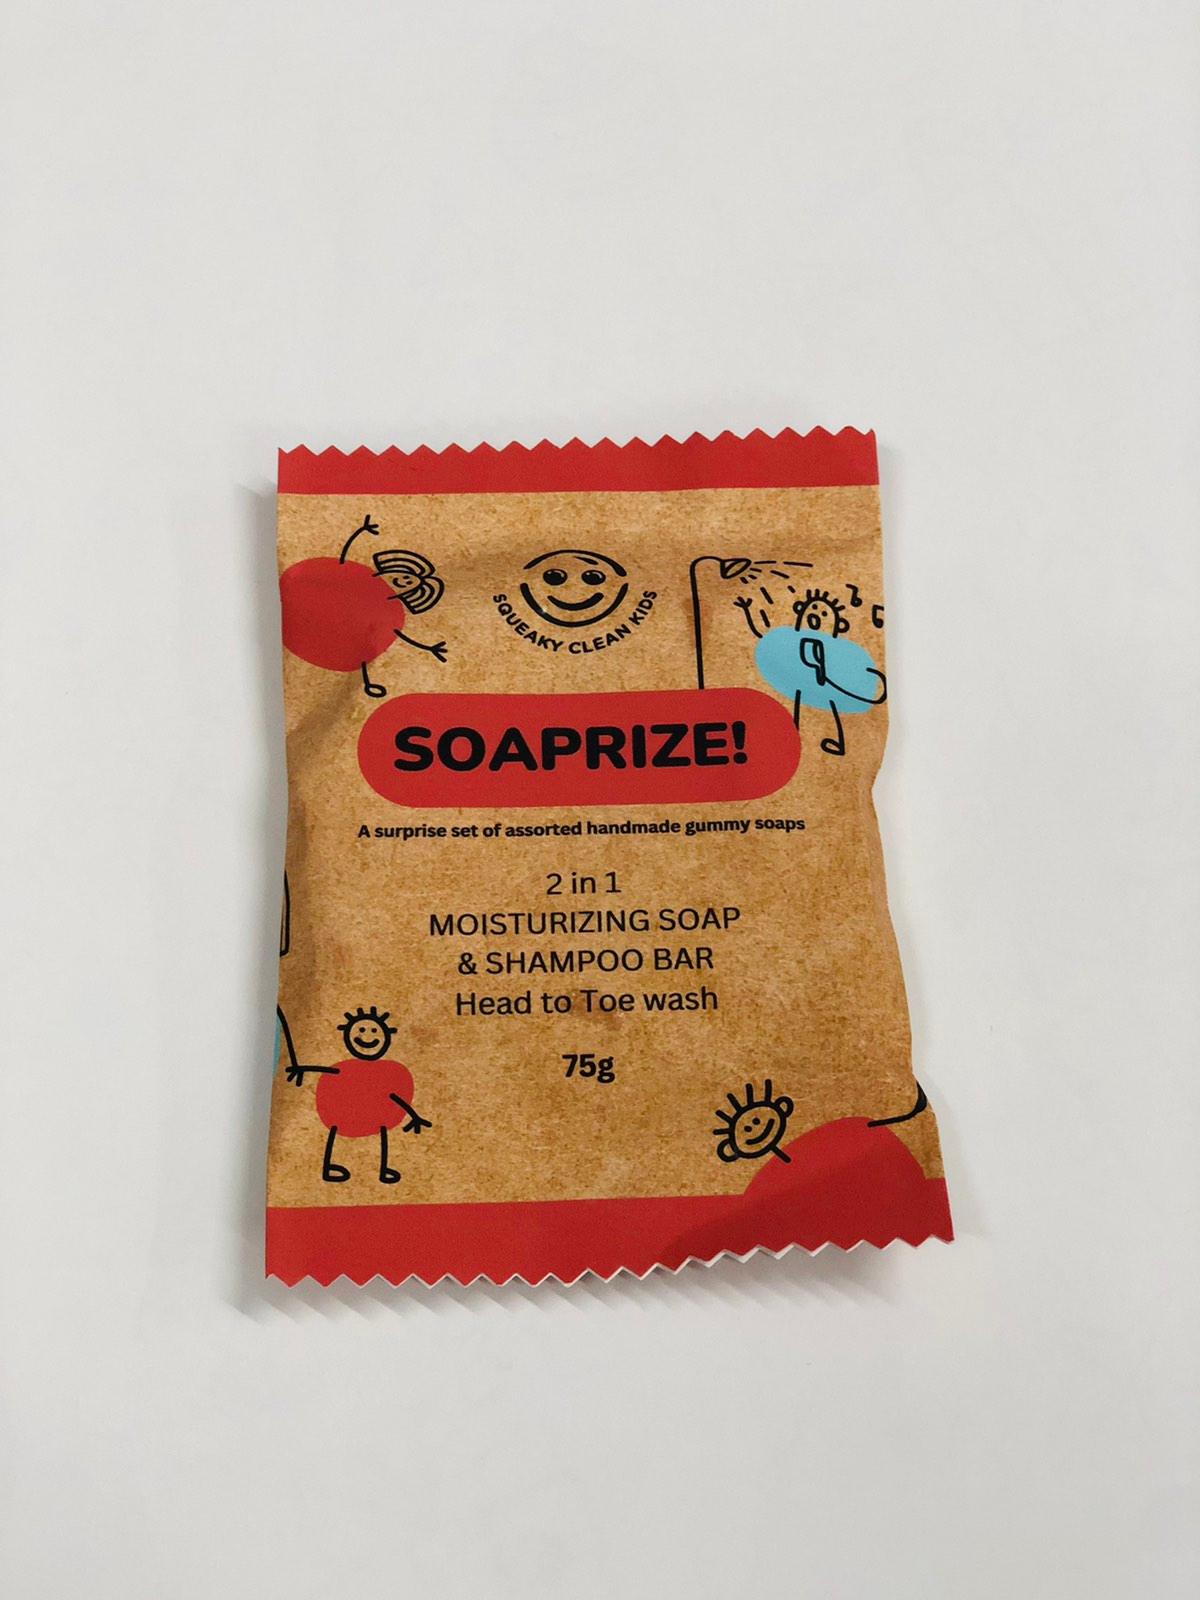 SQUEAKY CLEAN KIDS
SOAPRIZE!
A surprise set of assorted handmade gummy soaps
2 in 1
MOISTURIZING SOAP
& SHAMPOO BAR
Head to Toe wash
75g